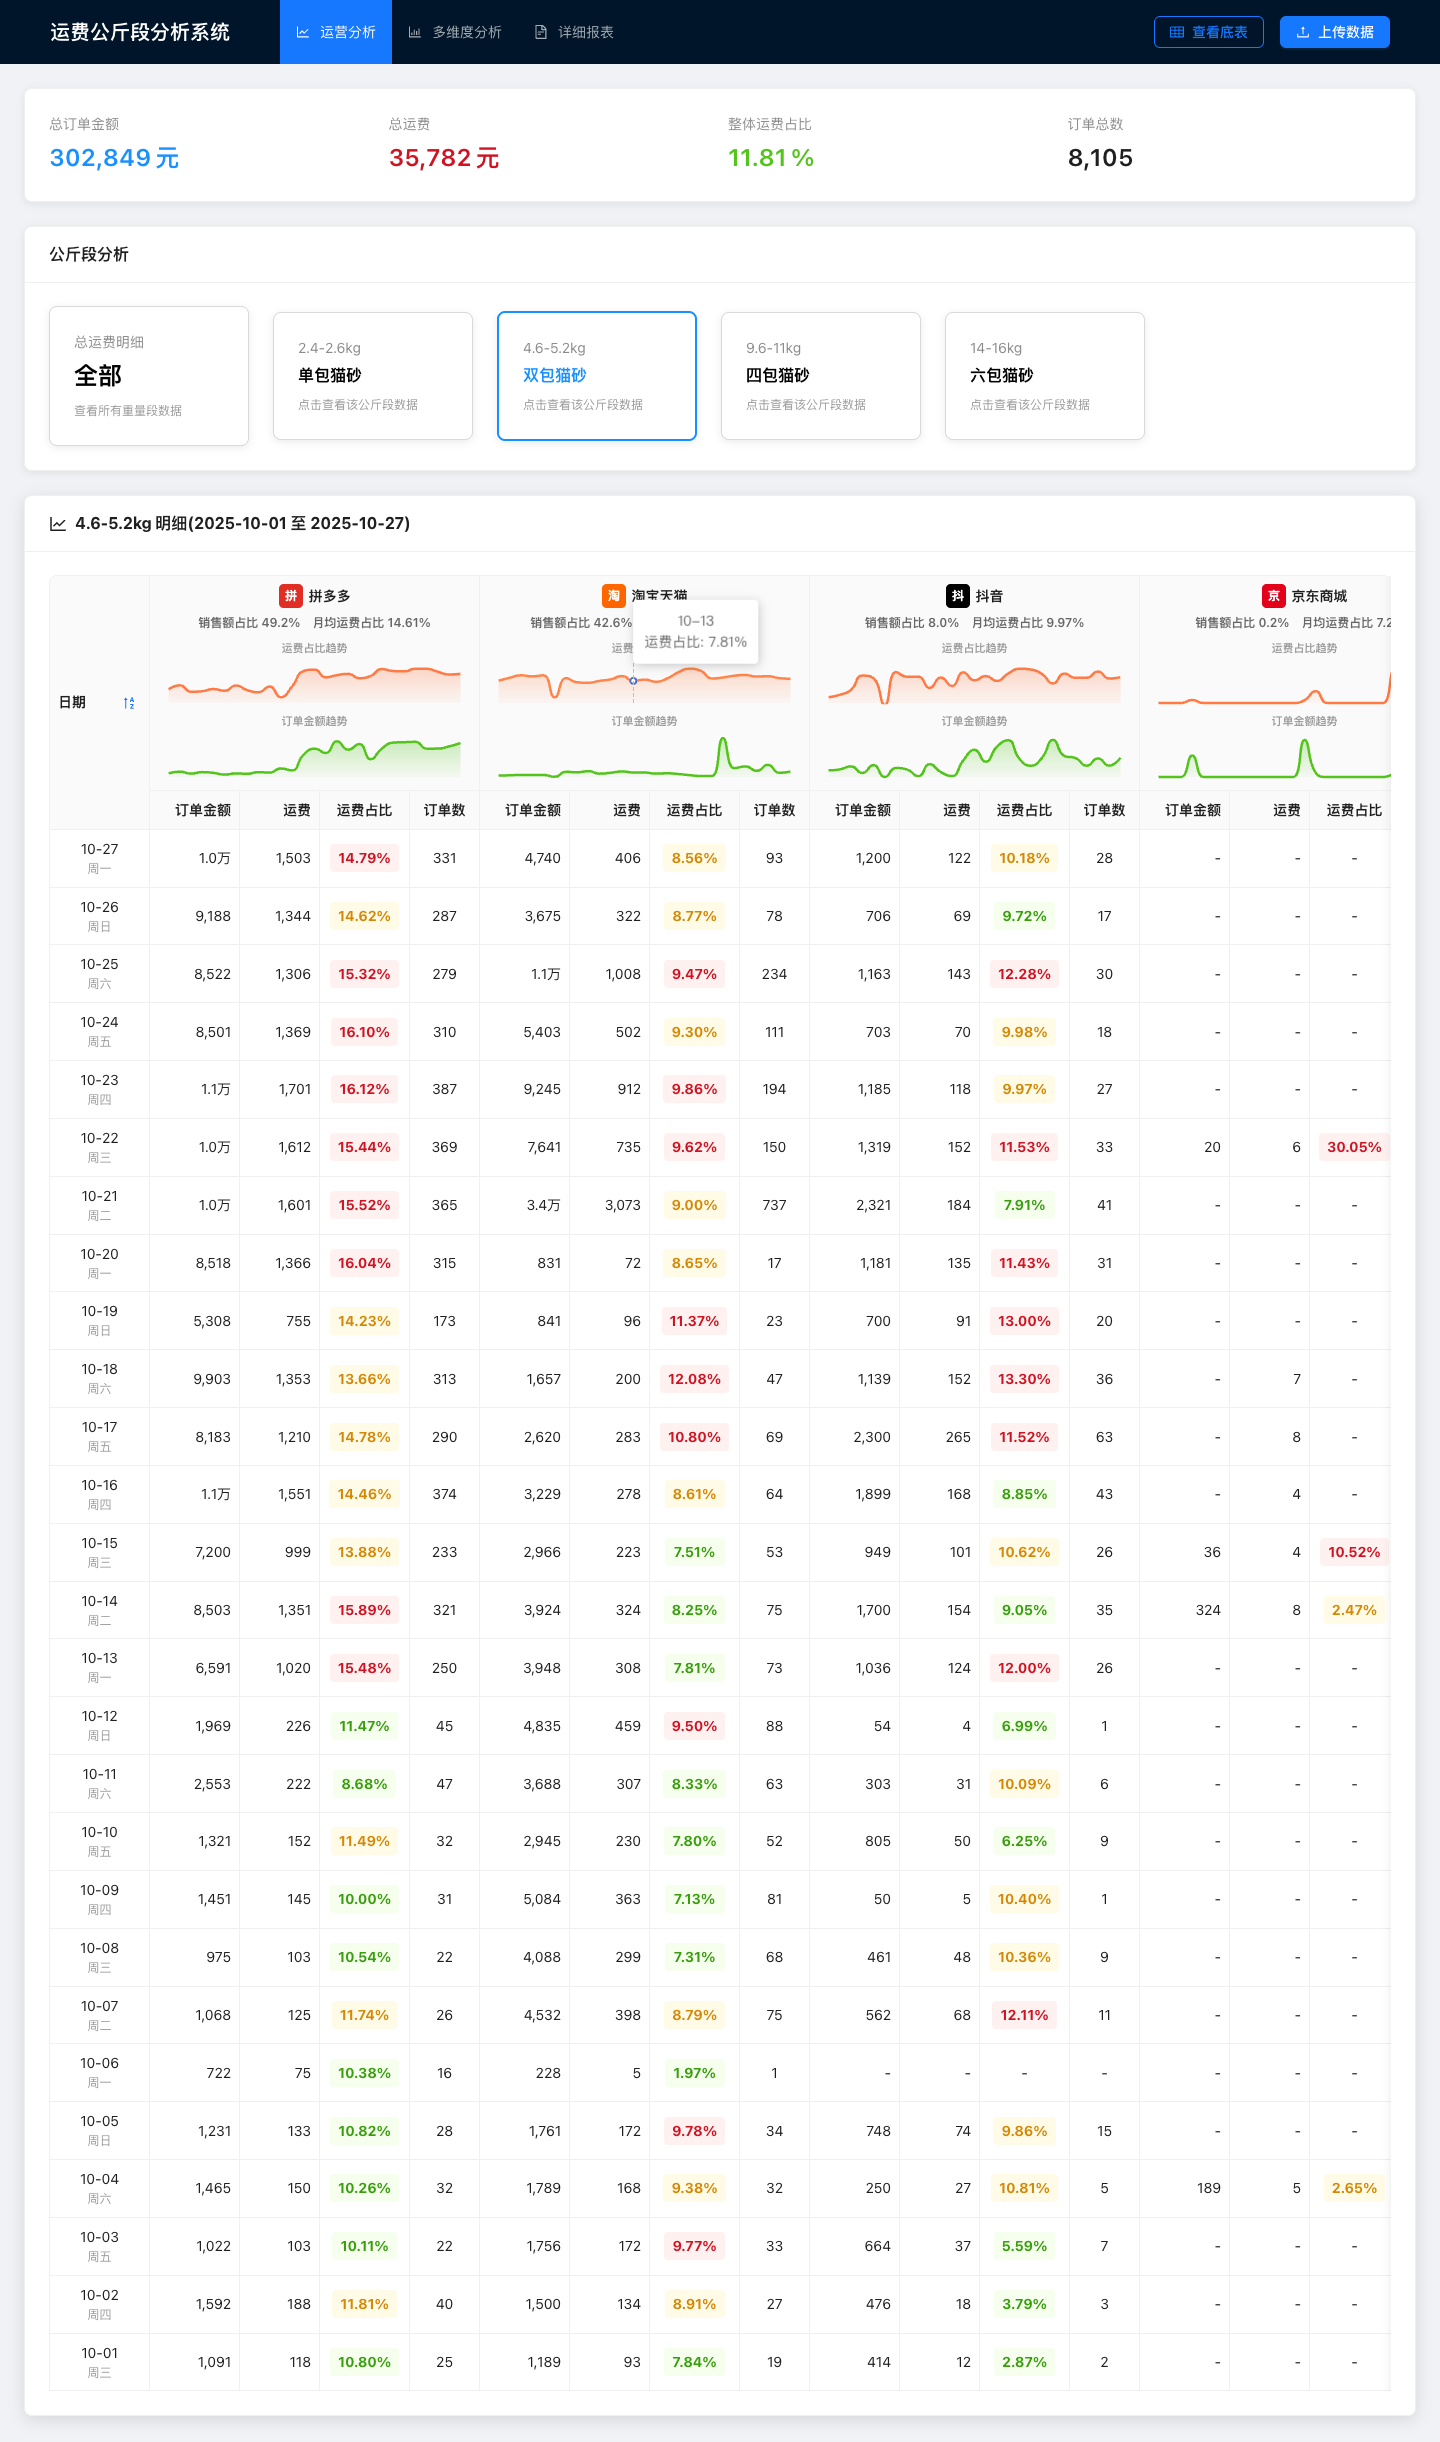 运费公斤段分析系统 运营分析 多维度分析 详细报表 查看底表 上传数据
总订单金额 总运费 整体运费占比 订单总数
302,849 元 35,782 元 11.81 % 8,105
公斤段分析
总运费明细 2.4-2.6kg 4.6-5.2kg 9.6-11kg 14-16kg
全部 单包猫砂 双包猫砂 四包猫砂 六包猫砂
查看所有重量段数据 点击查看该公斤段数据 点击查看该公斤段数据 点击查看该公斤段数据 点击查看该公斤段数据
4.6-5.2kg 明细(2025-10-01 至 2025-10-27)
拼 拼多多 淘 淘宝天猫 抖 抖音 京 京东商城
销售额占比 49.2% 月均运费占比 14.61% 销售额占比 42.6% 销售额占比 8.0% 月均运费占比 9.97% 销售额占比 0.2% 月均运费占比 7.2
10-13
运费占比: 7.81%
运费占比趋势 运费占比趋势 运费占比趋势
日期
订单金额趋势 订单金额趋势 订单金额趋势 订单金额趋势
订单金额 运费 运费占比 订单数 订单金额 运费 运费占比 订单数 订单金额 运费 运费占比 订单数 订单金额 运费 运费占比
10-27 周一 1.0万 1,503 14.79% 331 4,740 406 8.56% 93 1,200 122 10.18% 28 - - -
10-26 周日 9,188 1,344 14.62% 287 3,675 322 8.77% 78 706 69 9.72% 17 - - -
10-25 周六 8,522 1,306 15.32% 279 1.1万 1,008 9.47% 234 1,163 143 12.28% 30 - - -
10-24 周五 8,501 1,369 16.10% 310 5,403 502 9.30% 111 703 70 9.98% 18 - - -
10-23 周四 1.1万 1,701 16.12% 387 9,245 912 9.86% 194 1,185 118 9.97% 27 - - -
10-22 周三 1.0万 1,612 15.44% 369 7,641 735 9.62% 150 1,319 152 11.53% 33 20 6 30.05%
10-21 周二 1.0万 1,601 15.52% 365 3.4万 3,073 9.00% 737 2,321 184 7.91% 41 - - -
10-20 周一 8,518 1,366 16.04% 315 831 72 8.65% 17 1,181 135 11.43% 31 - - -
10-19 周日 5,308 755 14.23% 173 841 96 11.37% 23 700 91 13.00% 20 - - -
10-18 周六 9,903 1,353 13.66% 313 1,657 200 12.08% 47 1,139 152 13.30% 36 - 7 -
10-17 周五 8,183 1,210 14.78% 290 2,620 283 10.80% 69 2,300 265 11.52% 63 - 8 -
10-16 周四 1.1万 1,551 14.46% 374 3,229 278 8.61% 64 1,899 168 8.85% 43 - 4 -
10-15 周三 7,200 999 13.88% 233 2,966 223 7.51% 53 949 101 10.62% 26 36 4 10.52%
10-14 周二 8,503 1,351 15.89% 321 3,924 324 8.25% 75 1,700 154 9.05% 35 324 8 2.47%
10-13 周一 6,591 1,020 15.48% 250 3,948 308 7.81% 73 1,036 124 12.00% 26 - - -
10-12 周日 1,969 226 11.47% 45 4,835 459 9.50% 88 54 4 6.99% 1 - - -
10-11 周六 2,553 222 8.68% 47 3,688 307 8.33% 63 303 31 10.09% 6 - - -
10-10 周五 1,321 152 11.49% 32 2,945 230 7.80% 52 805 50 6.25% 9 - - -
10-09 周四 1,451 145 10.00% 31 5,084 363 7.13% 81 50 5 10.40% 1 - - -
10-08 周三 975 103 10.54% 22 4,088 299 7.31% 68 461 48 10.36% 9 - - -
10-07 周二 1,068 125 11.74% 26 4,532 398 8.79% 75 562 68 12.11% 11 - - -
10-06 周一 722 75 10.38% 16 228 5 1.97% 1 - - - - - - -
10-05 周日 1,231 133 10.82% 28 1,761 172 9.78% 34 748 74 9.86% 15 - - -
10-04 周六 1,465 150 10.26% 32 1,789 168 9.38% 32 250 27 10.81% 5 189 5 2.65%
10-03 周五 1,022 103 10.11% 22 1,756 172 9.77% 33 664 37 5.59% 7 - - -
10-02 周四 1,592 188 11.81% 40 1,500 134 8.91% 27 476 18 3.79% 3 - - -
10-01 周三 1,091 118 10.80% 25 1,189 93 7.84% 19 414 12 2.87% 2 - - -